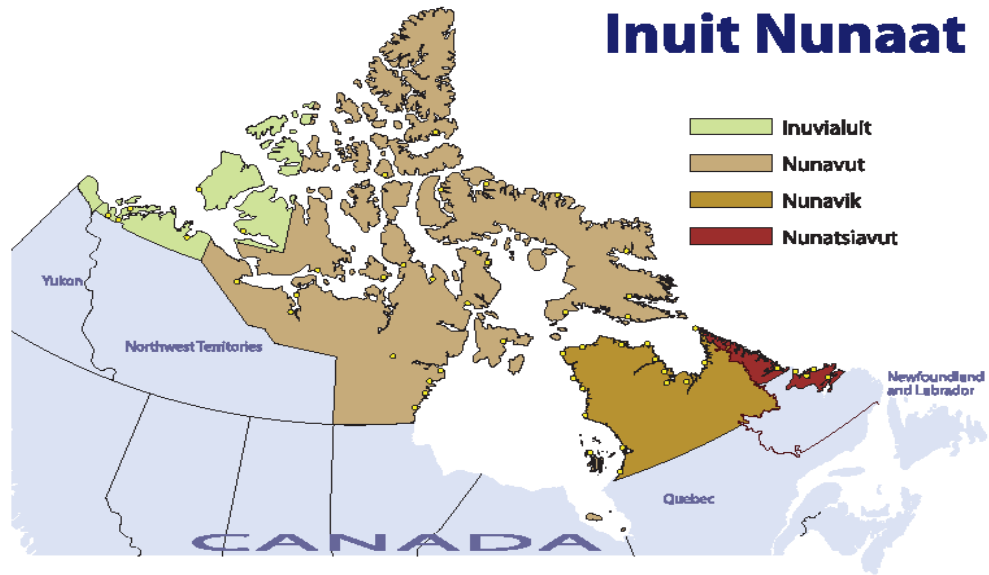 Inuit Nunaat
Inuvialuit
Nunavut
Nunavik
Nunatsiavut
Yukon
Northwest Territories
Newfoundland
and Labrador
Quebec
CANADA